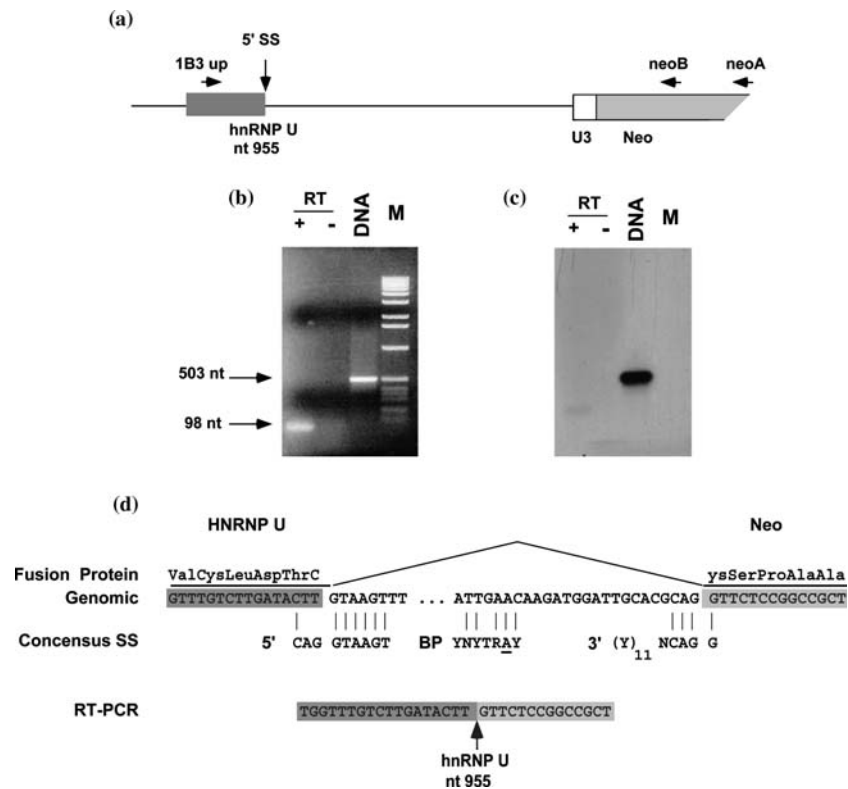 (a)
5' SS
1B3 up
neoB
neoA
hnRNP U
nt 955
U3
Neo
(b)
RT
+
-
DNA
M
503 nt
98 nt
(c)
RT
+
-
DNA
M
(d)
HNRNP U
Neo
Fusion Protein
ValCysLeuAspThrC
ysSerProAlaAla
Genomic
GTTTGTCTTGATACTT GTAAGTTT ... ATTGAACAAGATGGATTGCACGCAG GTTCTCCGGCCGCT
Concensus SS
5' CAG GTAAGT BP YNYTRAY 3' (Y)11 NCAG G
RT-PCR
TGGTTTGTCTTGATACTT GTTCTCCGGCCGCT
hnRNP U
nt 955